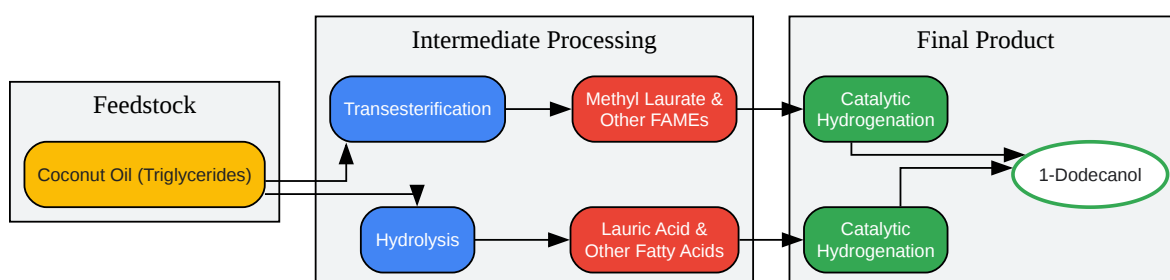 Feedstock
Coconut Oil (Triglycerides)
Intermediate Processing
Transesterification
Methyl Laurate &
Other FAMEs
Hydrolysis
Lauric Acid &
Other Fatty Acids
Final Product
Catalytic
Hydrogenation
1-Dodecanol
Catalytic
Hydrogenation